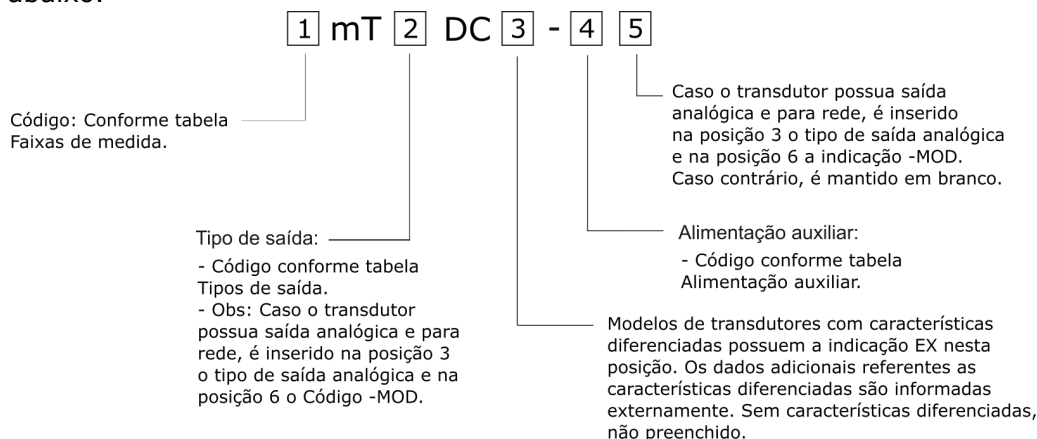 abaixo:
1 mT 2 DC 3 - 4 5
Código: Conforme tabela
Faixas de medida.
Caso o transdutor possua saída
analógica e para rede, é inserido
na posição 3 o tipo de saída analógica
e na posição 6 a indicação -MOD.
Caso contrário, é mantido em branco.
Tipo de saída:
- Código conforme tabela
Tipos de saída.
- Obs: Caso o transdutor
possua saída analógica e para
rede, é inserido na posição 3
o tipo de saída analógica e na
posição 6 o Código -MOD.
Alimentação auxiliar:
- Código conforme tabela
Alimentação auxiliar.
Modelos de transdutores com características
diferenciadas possuem a indicação EX nesta
posição. Os dados adicionais referentes as
características diferenciadas são informadas
externamente. Sem características diferenciadas,
não preenchido.